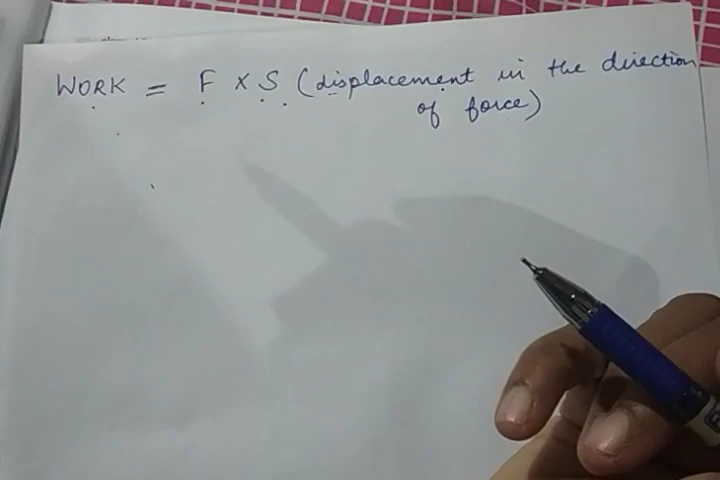 WORK = F X S (displacement in the direction
of force)